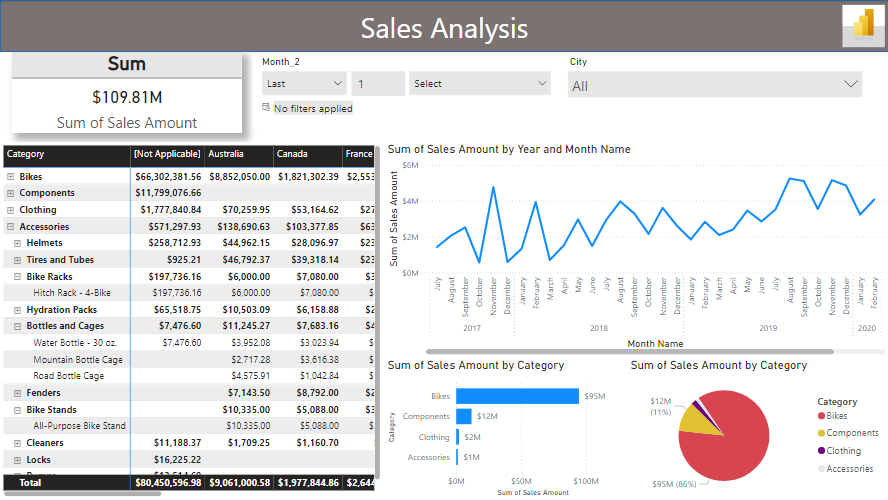 Sales Analysis
Sum
$109.81M
Sum of Sales Amount
Month_2
Last
1
Select
No filters applied
City
All
Category [Not Applicable] Australia Canada France
Bikes $66,302,381.56 $8,852,050.00 $1,821,302.39 $2,553
Components $11,799,076.66
Clothing $1,777,840.84 $70,259.95 $53,164.62 $27
Accessories $571,297.93 $138,690.63 $103,377.85 $63
Helmets $258,712.93 $44,962.15 $28,096.97 $23
Tires and Tubes $925.21 $46,792.37 $39,318.14 $23
Bike Racks $197,736.16 $6,000.00 $7,080.00 $3
Hitch Rack - 4-Bike $197,736.16 $6,000.00 $7,080.00 $
Hydration Packs $65,518.75 $10,503.09 $6,158.88 $2
Bottles and Cages $7,476.60 $11,245.27 $7,683.16 $4
Water Bottle - 30 oz. $7,476.60 $3,952.08 $3,023.94 $
Mountain Bottle Cage $2,717.28 $3,616.38 $
Road Bottle Cage $4,575.91 $1,042.84 $
Fenders $7,143.50 $8,792.00 $2
Bike Stands $10,335.00 $5,088.00 $3
All-Purpose Bike Stand $10,335.00 $5,088.00 $
Cleaners $11,188.37 $1,709.25 $1,160.70
Locks $16,225.22
Total $80,450,596.98 $9,061,000.58 $1,977,844.86 $2,644
Sum of Sales Amount by Year and Month Name
Sum of Sales Amount
$6M
$4M
$2M
$0M
July August September October November December January February March April May June July August September October November December January February March April May June July August September October November December January February
2017 2018 2019 2020
Month Name
Sum of Sales Amount by Category
Category
Bikes $95M
Components $12M
Clothing $2M
Accessories $1M
$0M $50M $100M
Sum of Sales Amount
Sum of Sales Amount by Category
$12M
(11%)
$95M (86%)
Category
Bikes
Components
Clothing
Accessories